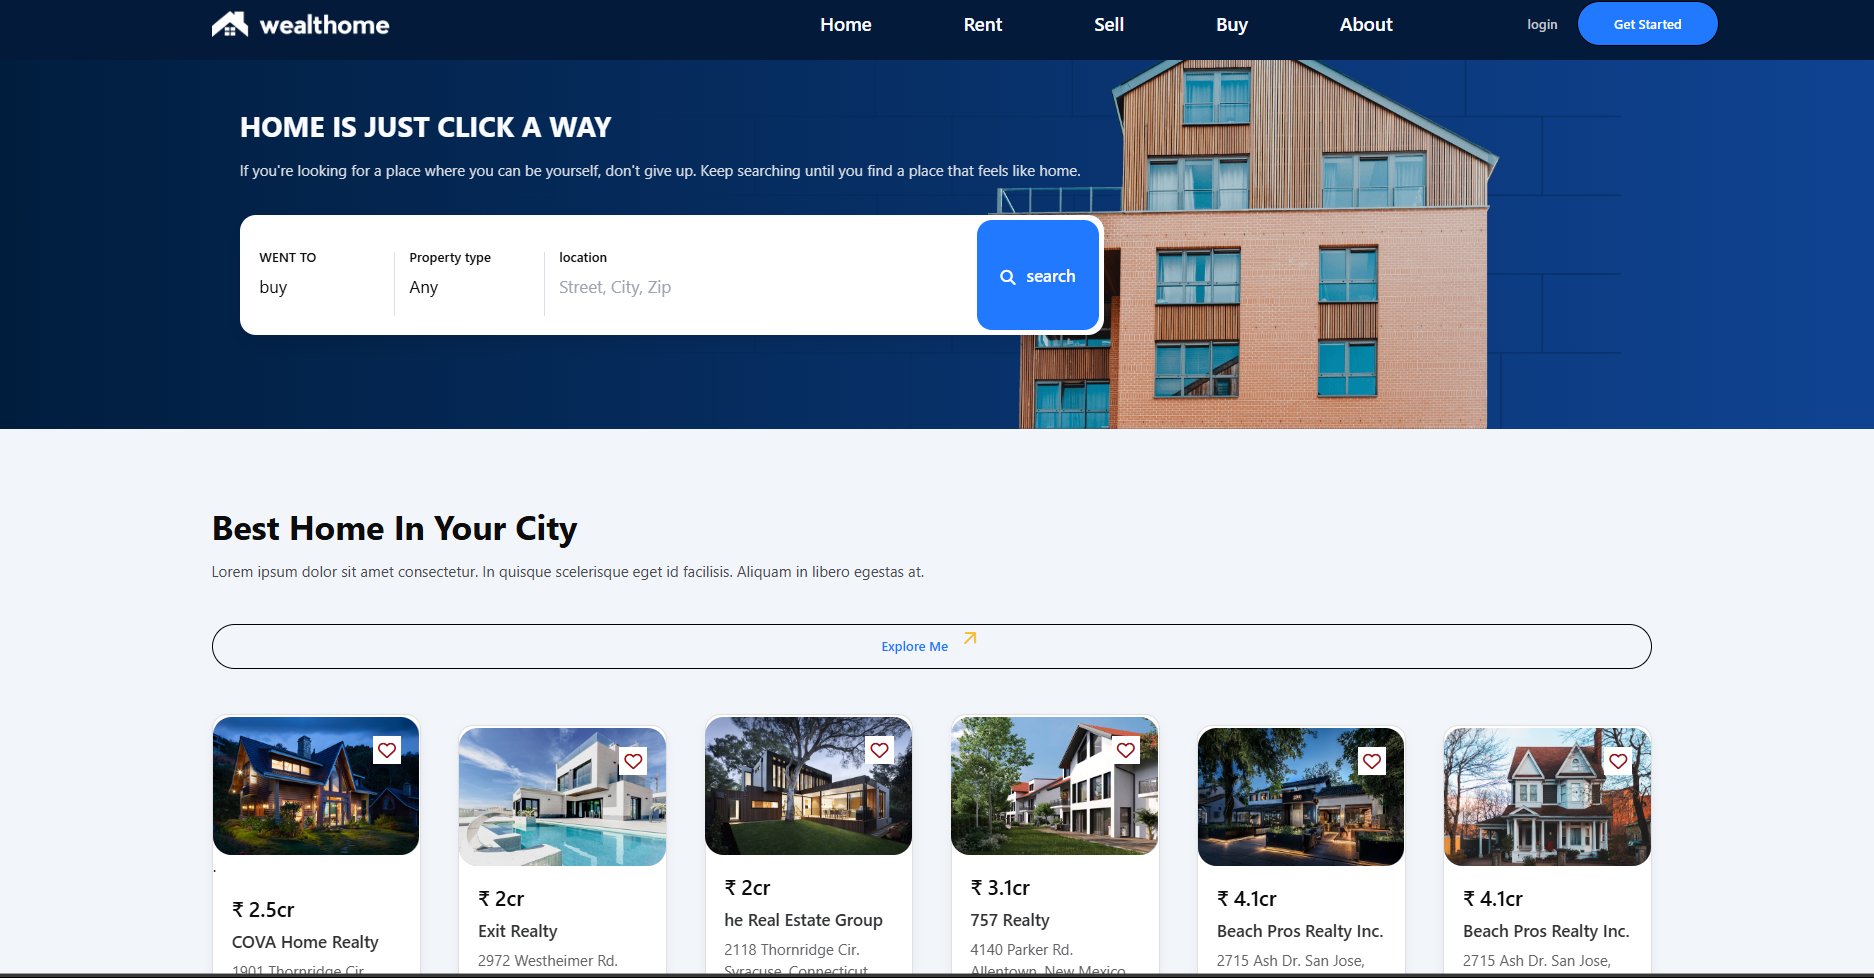 wealthome
Home Rent Sell Buy About login Get Started
HOME IS JUST CLICK A WAY
If you're looking for a place where you can be yourself, don't give up. Keep searching until you find a place that feels like home.
WENT TO Property type location
buy Any Street, City, Zip
search
Best Home In Your City
Lorem ipsum dolor sit amet consectetur. In quisque scelerisque eget id facilisis. Aliquam in libero egestas at.
Explore Me
.
₹ 2.5cr
COVA Home Realty
1901 Thornridge Cir.
₹ 2cr
Exit Realty
2972 Westheimer Rd.
₹ 2cr
he Real Estate Group
2118 Thornridge Cir.
Syracuse, Connecticut
₹ 3.1cr
757 Realty
4140 Parker Rd.
Allentown, New Mexico
₹ 4.1cr
Beach Pros Realty Inc.
2715 Ash Dr. San Jose,
₹ 4.1cr
Beach Pros Realty Inc.
2715 Ash Dr. San Jose,